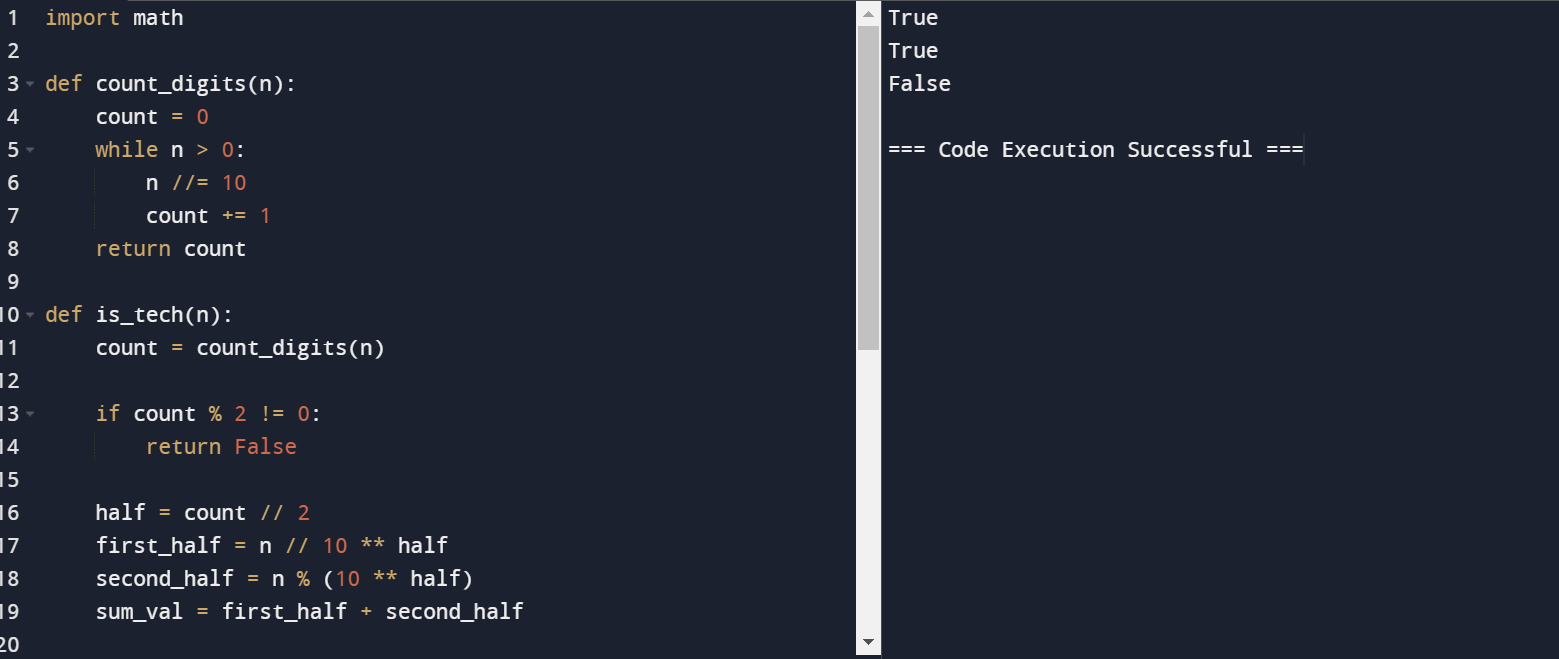 1 import math
2
3 def count_digits(n):
4     count = 0
5     while n > 0:
6         n //= 10
7         count += 1
8     return count
9
10 def is_tech(n):
11     count = count_digits(n)
12
13     if count % 2 != 0:
14         return False
15
16     half = count // 2
17     first_half = n // 10 ** half
18     second_half = n % (10 ** half)
19     sum_val = first_half + second_half
20
True
True
False
=== Code Execution Successful ===